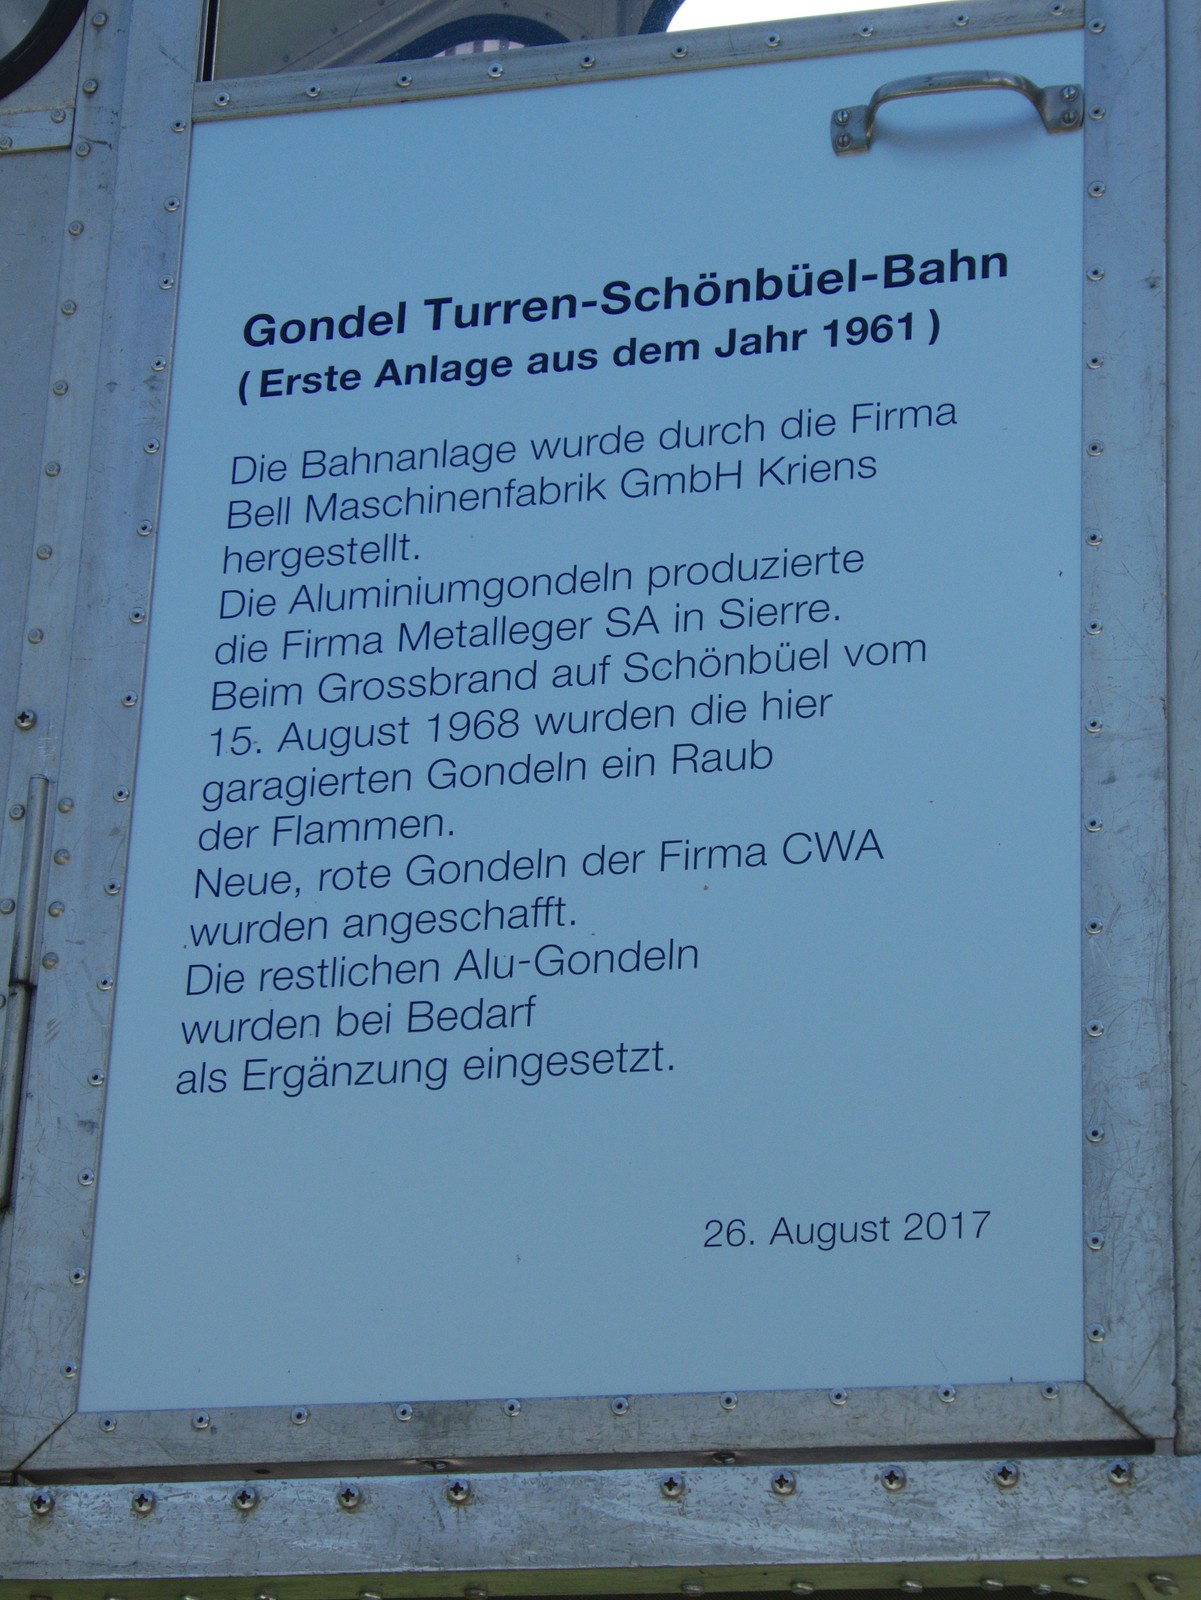 Gondel Turren-Schönbüel-Bahn
(Erste Anlage aus dem Jahr 1961)
Die Bahnanlage wurde durch die Firma
Bell Maschinenfabrik GmbH Kriens
hergestellt.
Die Aluminiumgondeln produzierte
die Firma Metalleger SA in Sierre.
Beim Grossbrand auf Schönbüel vom
15. August 1968 wurden die hier
garagierten Gondeln ein Raub
der Flammen.
Neue, rote Gondeln der Firma CWA
wurden angeschafft.
Die restlichen Alu-Gondeln
wurden bei Bedarf
als Ergänzung eingesetzt.
26. August 2017